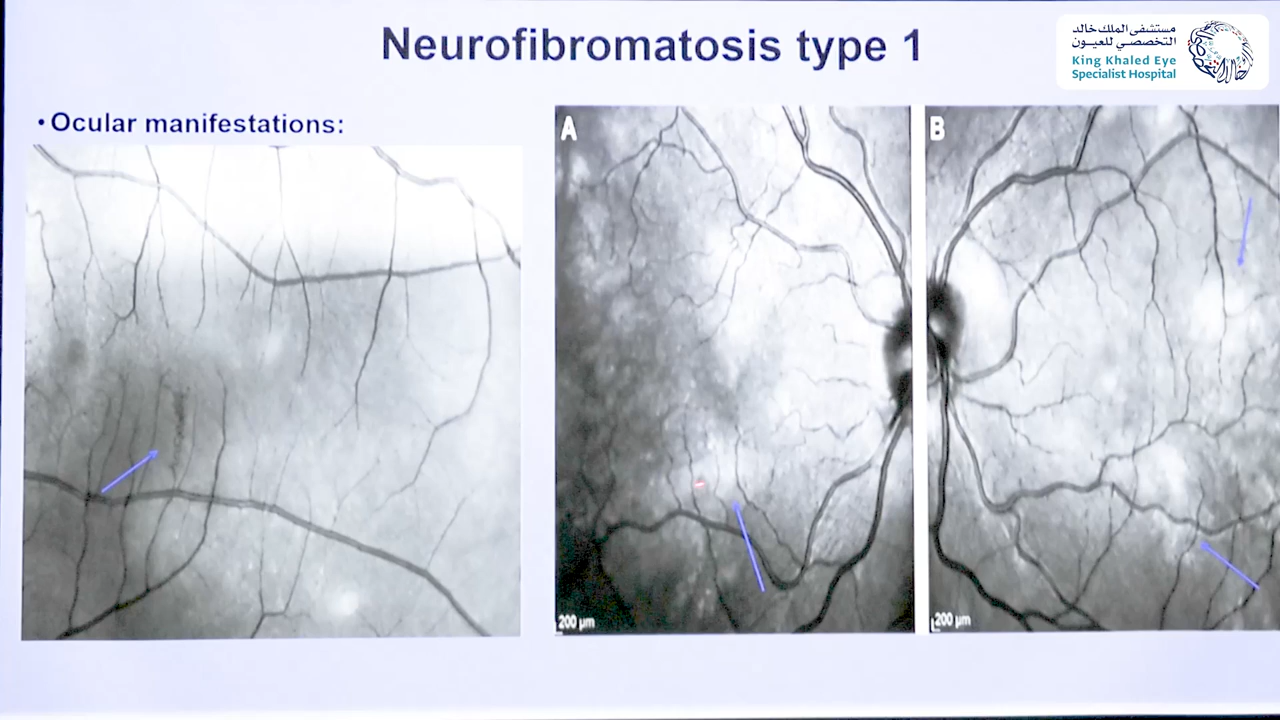 Neurofibromatosis type 1
مستشفى الملك خالد
التخصصي للعيون
King Khaled Eye
Specialist Hospital
• Ocular manifestations:
A
B
200 µm
200 µm